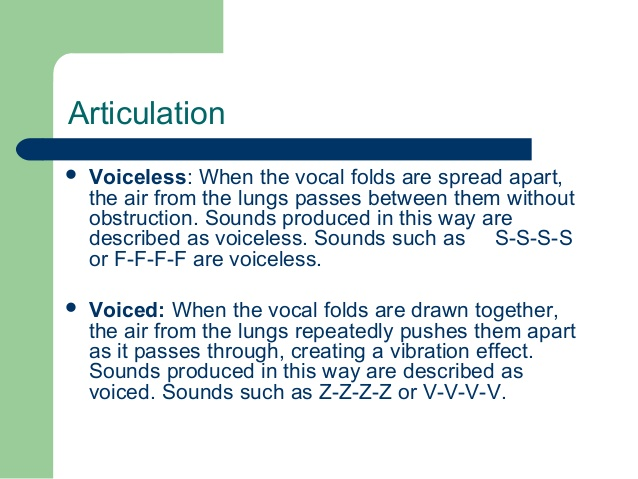 Articulation
Voiceless: When the vocal folds are spread apart,
the air from the lungs passes between them without
obstruction. Sounds produced in this way are
described as voiceless. Sounds such as S-S-S-S
or F-F-F-F are voiceless.
Voiced: When the vocal folds are drawn together,
the air from the lungs repeatedly pushes them apart
as it passes through, creating a vibration effect.
Sounds produced in this way are described as
voiced. Sounds such as Z-Z-Z-Z or V-V-V-V.